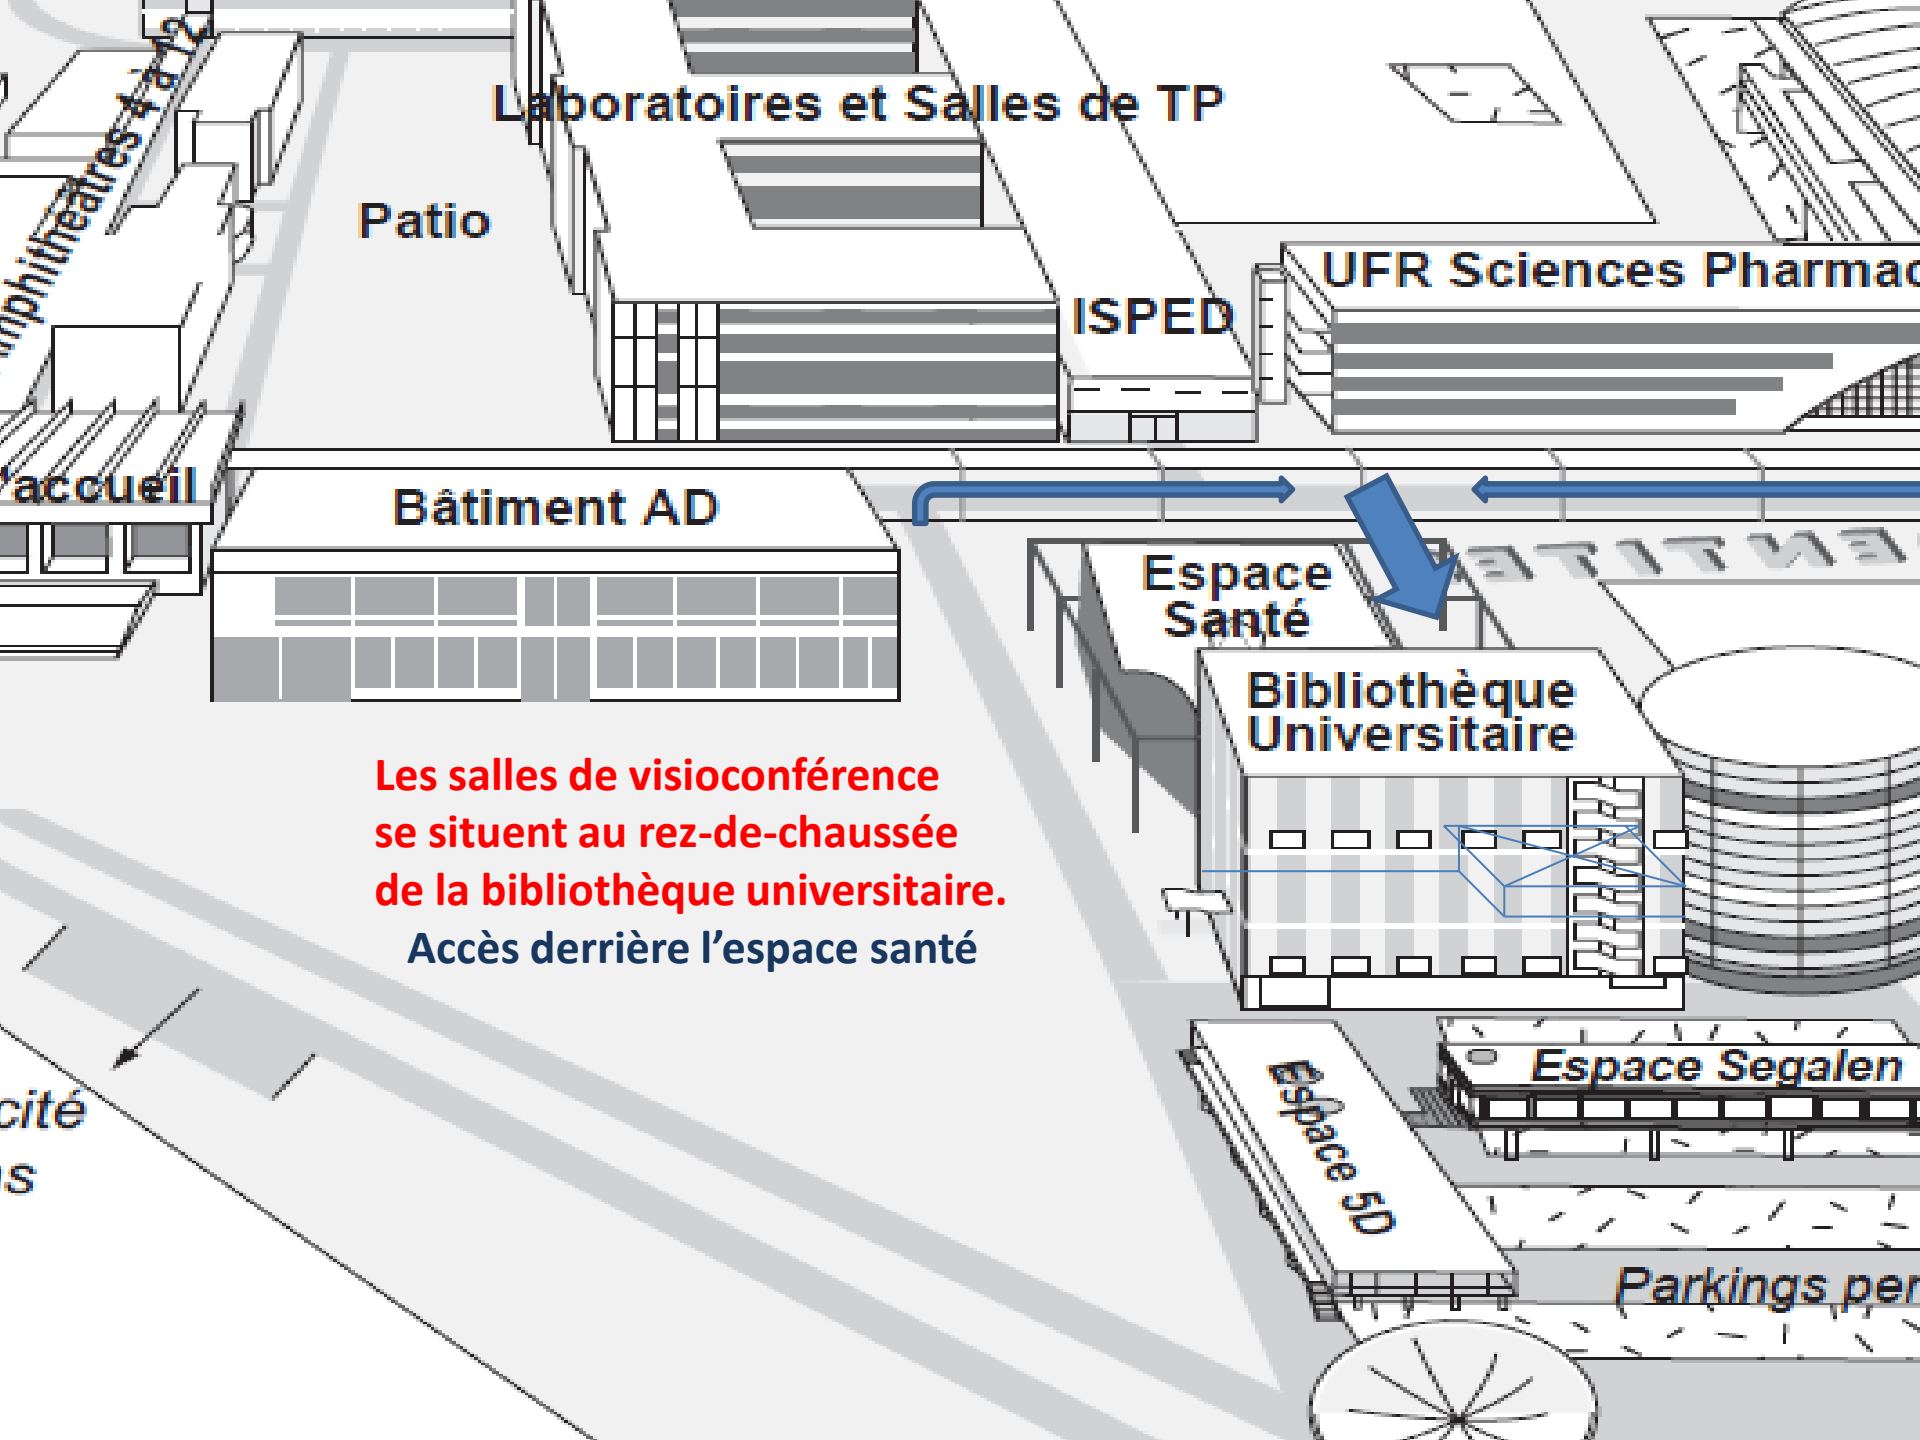 Amphithéatres 4 à 12
Laboratoires et Salles de TP
Patio
ISPED
UFR Sciences Pharmac
accueil
Bâtiment AD
Espace
Santé
Bibliothèque
Universitaire
Les salles de visioconférence
se situent au rez-de-chaussée
de la bibliothèque universitaire.
Accès derrière l'espace santé
Espace Segalen
Espace 5D
cité
Parkings per